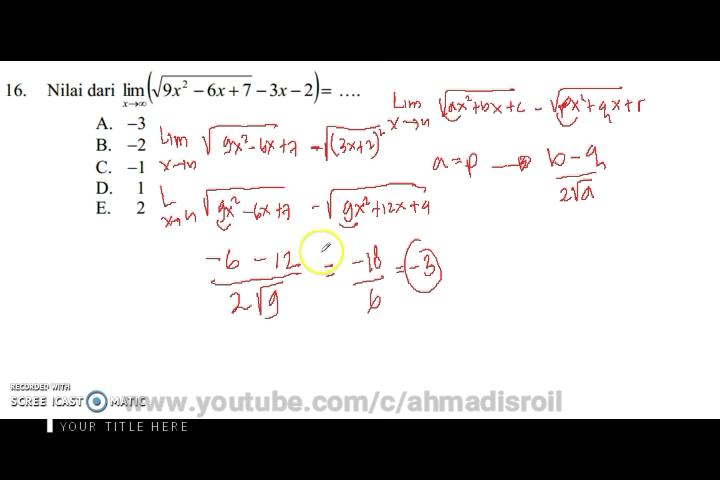 16. Nilai dari lim x→∞ (√(9x² − 6x + 7) − 3x − 2) = ….
A. −3
B. −2
C. −1
D. 1
E. 2
Lim x→~ √(ax²+bx+c) − √(px²+qx+r)
a=p → b−q / 2√a
Lim x→~ √(9x²−6x+7) − √((3x+2)²)
L x→~ √(9x²−6x+7) − √(9x²+12x+4)
−6 −12 / 2√9 = −18 / 6 = −3
RECORDED WITH
SCREENCAST MATIC
www.youtube.com/c/ahmadisroil
YOUR TITLE HERE